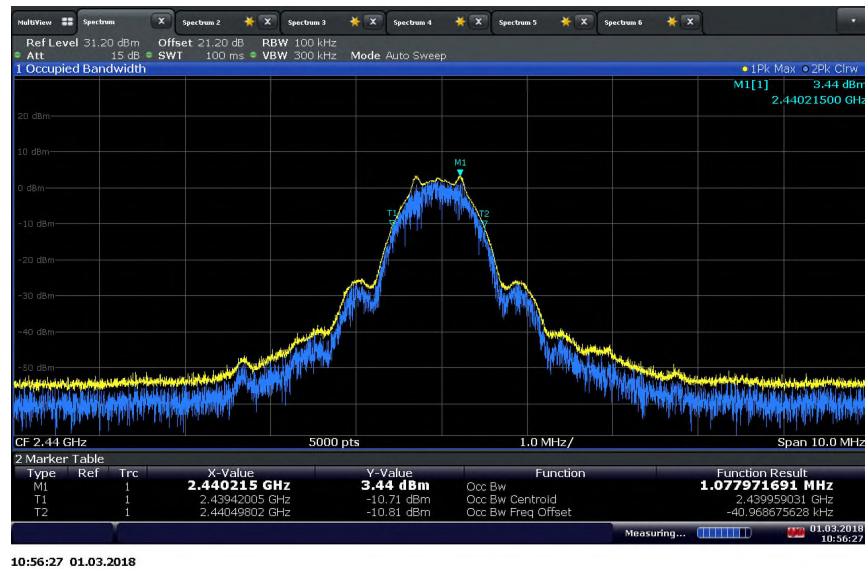 MultiView Spectrum X Spectrum 2 X Spectrum 3 X Spectrum 4 X Spectrum 5 X Spectrum 6 X
Ref Level 31.20 dBm Offset 21.20 dB RBW 100 kHz
Att 15 dB SWT 100 ms VBW 300 kHz Mode Auto Sweep
1 Occupied Bandwidth 1Pk Max 2Pk Clrw
M1[1] 3.44 dBm
2.44021500 GHz
20 dBm
10 dBm
M1
0 dBm
T1 T2
-10 dBm
-20 dBm
-30 dBm
-40 dBm
-50 dBm
CF 2.44 GHz 5000 pts 1.0 MHz/ Span 10.0 MHz
2 Marker Table
Type Ref Trc X-Value Y-Value Function Function Result
M1 1 2.440215 GHz 3.44 dBm Occ Bw 1.077971691 MHz
T1 1 2.43942005 GHz -10.71 dBm Occ Bw Centroid 2.439959031 GHz
T2 1 2.44049802 GHz -10.81 dBm Occ Bw Freq Offset -40.968675628 kHz
Measuring... 01.03.2018
10:56:27
10:56:27 01.03.2018